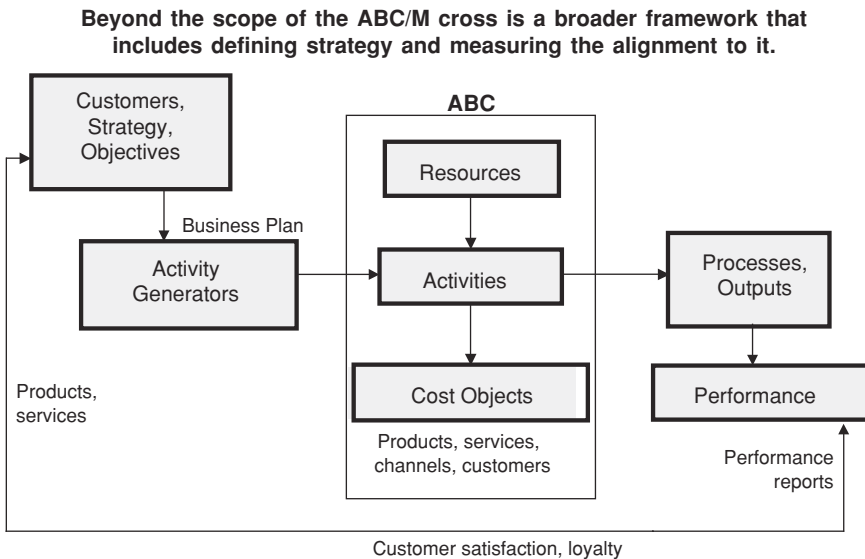 Beyond the scope of the ABC/M cross is a broader framework that
includes defining strategy and measuring the alignment to it.
Customers,
Strategy,
Objectives
ABC
Resources
Business Plan
Activity
Generators
Activities
Processes,
Outputs
Products,
services
Cost Objects
Performance
Products, services,
channels, customers
Performance
reports
Customer satisfaction, loyalty